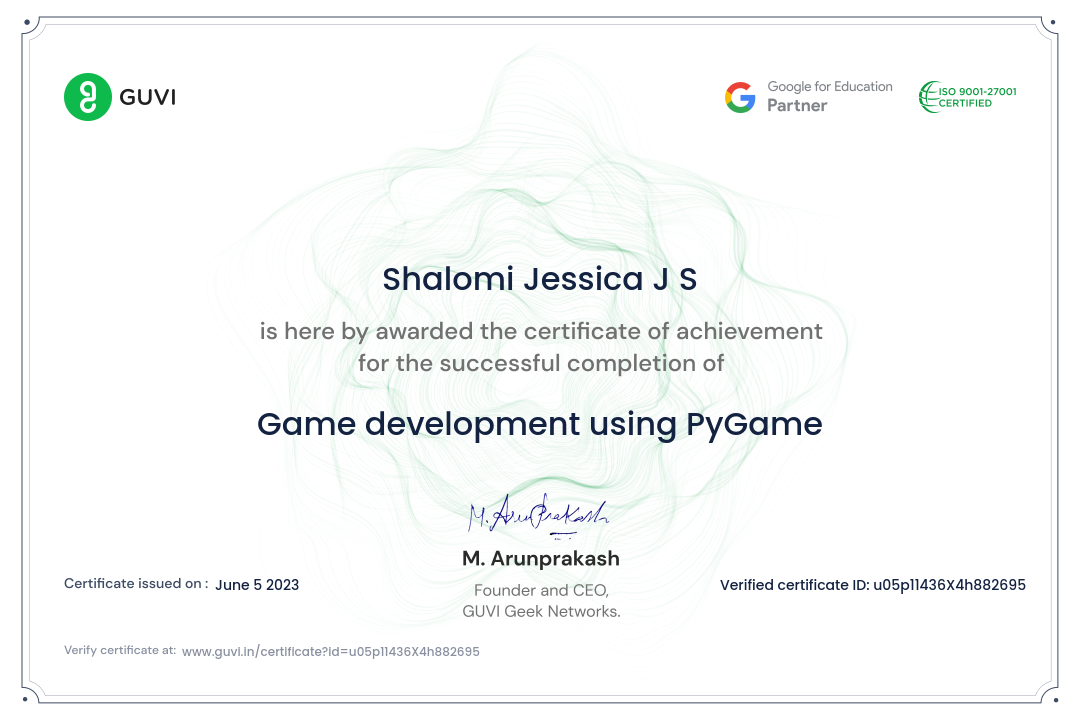 GUVI
Google for Education
Partner
ISO 9001-27001
CERTIFIED
Shalomi Jessica J S
is here by awarded the certificate of achievement
for the successful completion of
Game development using PyGame
M. Arunprakash
M. Arunprakash
Founder and CEO,
GUVI Geek Networks.
Certificate issued on : June 5 2023
Verified certificate ID: u05p11436X4h882695
Verify certificate at: www.guvi.in/certificate?id=u05p11436X4h882695